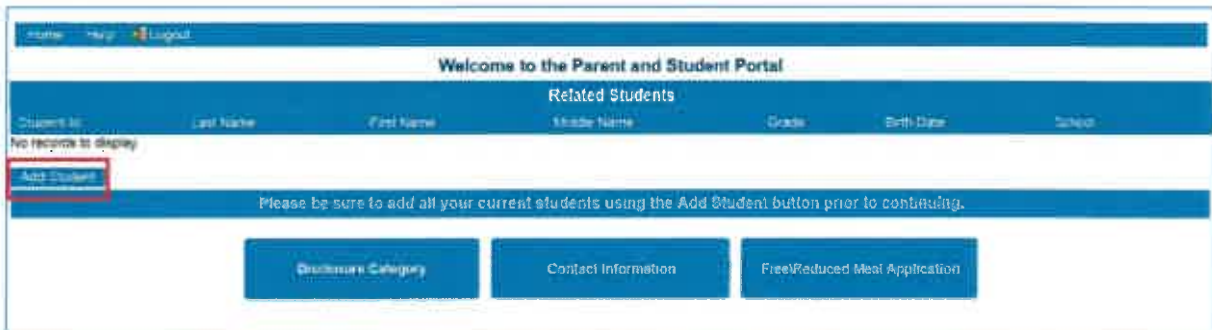 Home Help Logout
Welcome to the Parent and Student Portal
Related Students
Student Id Last Name First Name Middle Name Grade Birth Date School
No records to display
Add Student
Please be sure to add all your current students using the Add Student button prior to continuing.
Disclosure Category Contact Information Free\Reduced Meal Application